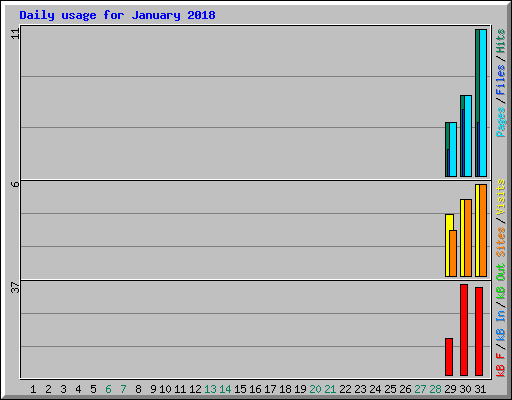 Daily usage for January 2018
11
6
37
Pages / Files / Hits
Sites / Visits
kB F / kB In / kB Out
1 2 3 4 5 6 7 8 9 10 11 12 13 14 15 16 17 18 19 20 21 22 23 24 25 26 27 28 29 30 31